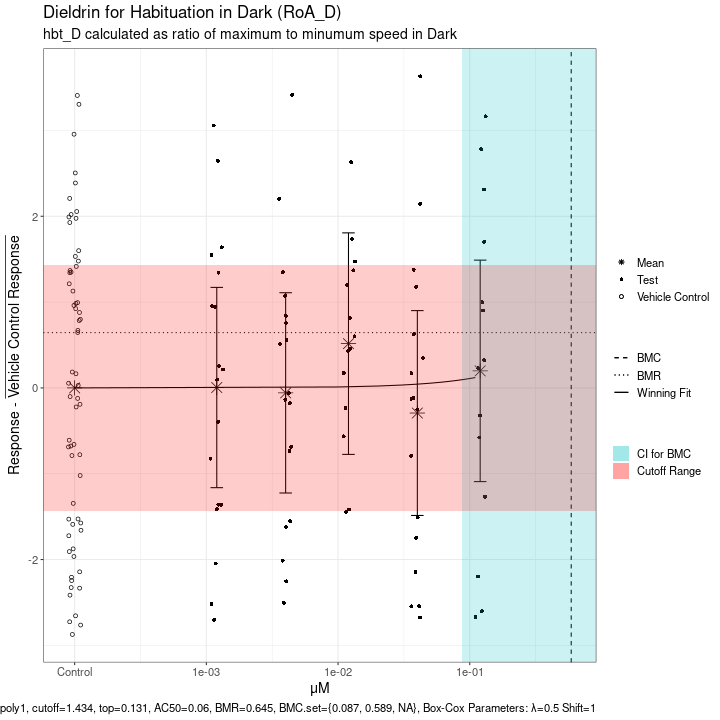 Dieldrin for Habituation in Dark (RoA_D)
hbt_D calculated as ratio of maximum to minumum speed in Dark
Response - Vehicle Control Response
2
0
-2
Control
1e-03
1e-02
1e-01
μM
Mean
Test
Vehicle Control
BMC
BMR
Winning Fit
CI for BMC
Cutoff Range
poly1, cutoff=1.434, top=0.131, AC50=0.06, BMR=0.645, BMC.set={0.087, 0.589, NA}, Box-Cox Parameters: λ=0.5 Shift=1